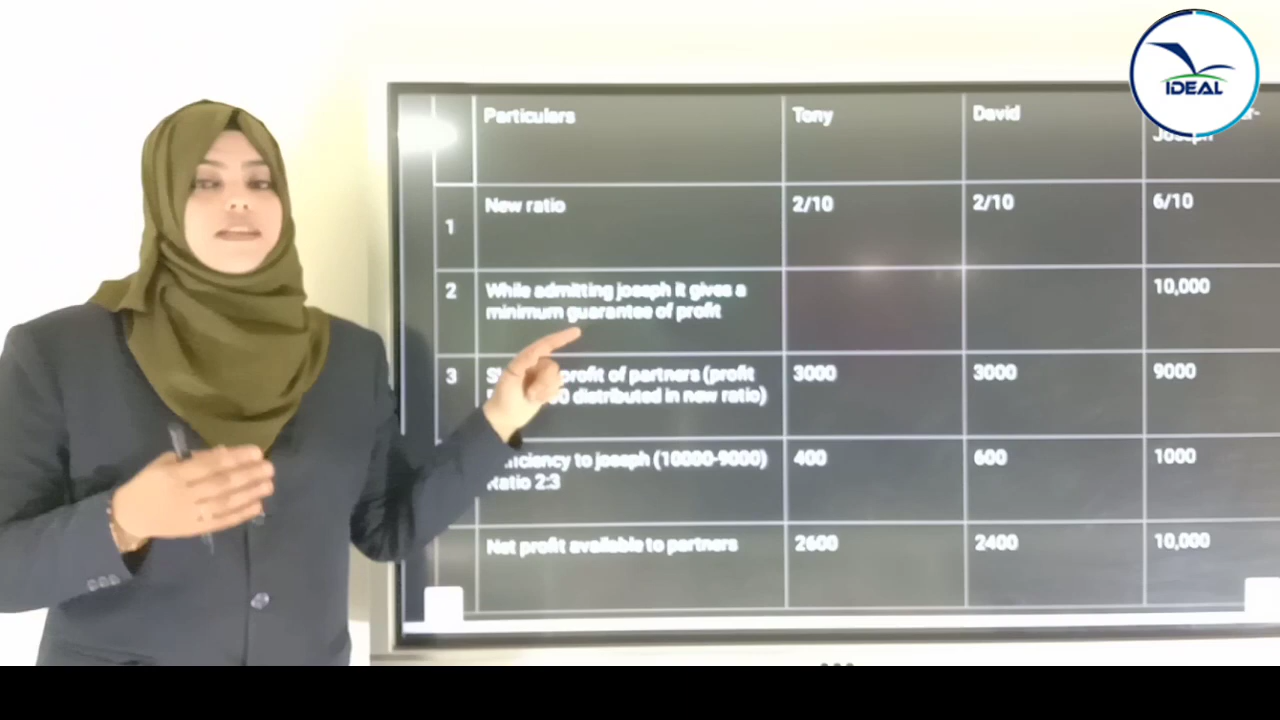 IDEAL
Particulars Tony David
Joseph
New ratio 2/10 2/10 6/10
1
2 While admitting joseph it gives a 10,000
minimum guarantee of profit
3 profit of partners (profit 3000 3000 9000
distributed in new ratio)
to joseph (10000-9000) 400 600 1000
Ratio 2:3
Net profit available to partners 2600 2400 10,000